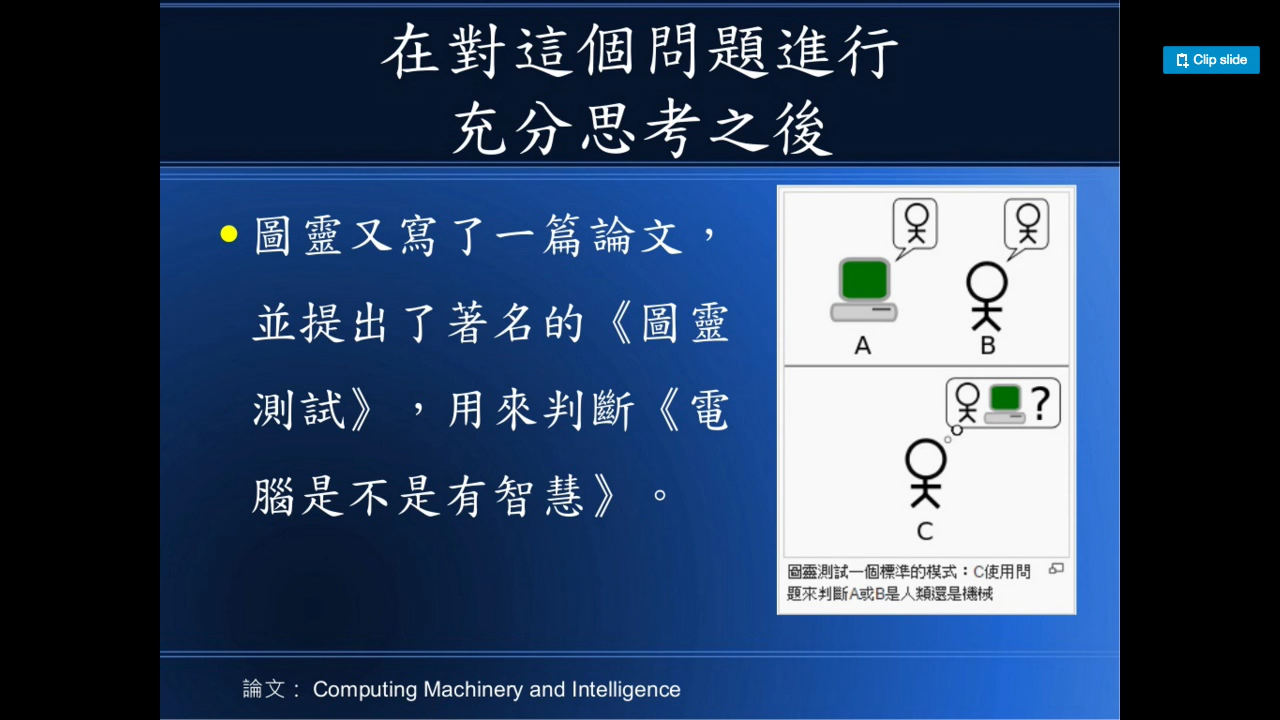 在對這個問題進行
充分思考之後
Clip slide
圖靈又寫了一篇論文，
並提出了著名的《圖靈
測試》，用來判斷《電
腦是不是有智慧》。
A
B
?
C
圖靈測試一個標準的模式：C使用問
題來判斷A或B是人類還是機械
論文： Computing Machinery and Intelligence